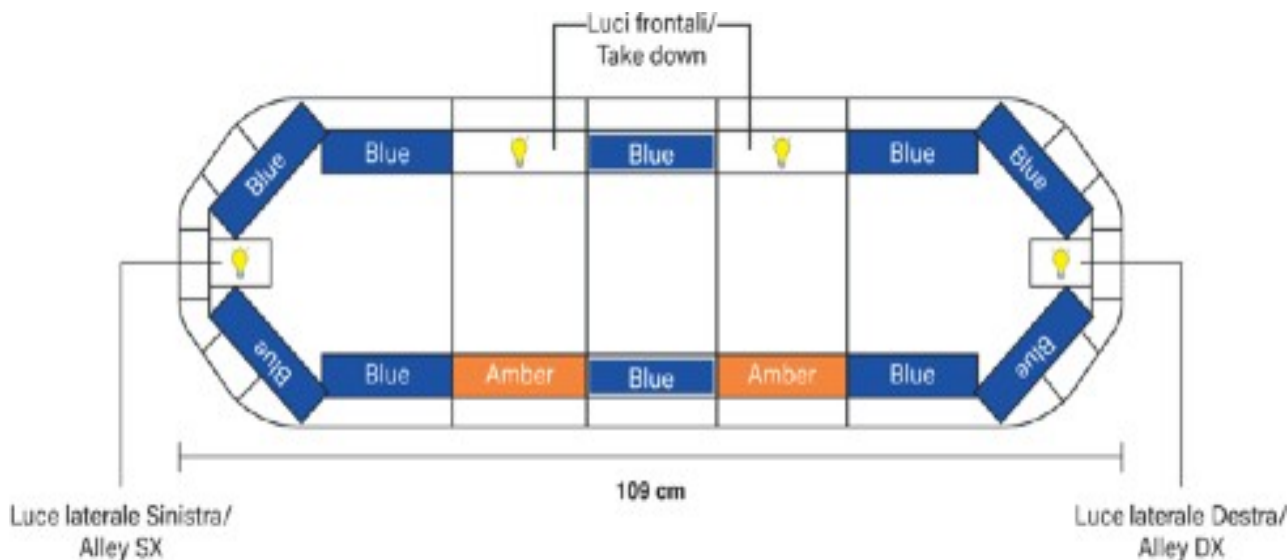 Luci frontali/
Take down
Blue
Blue
Blue
Blue
Blue
Blue
Blue
Amber
Blue
Amber
Blue
Blue
109 cm
Luce laterale Sinistra/
Alley SX
Luce laterale Destra/
Alley DX